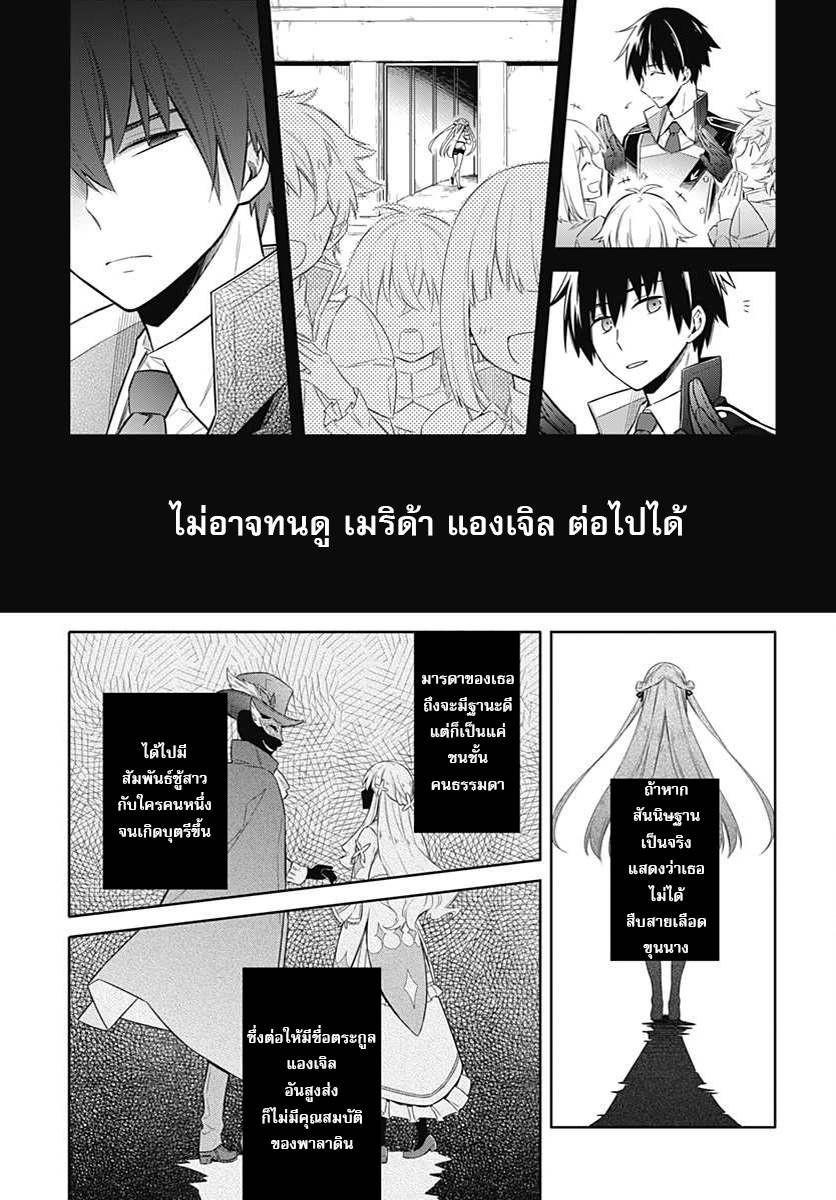 ไม่อาจทนดู เมริด้า แองเจิล ต่อไปได้
ถ้าหาก
สันนิษฐาน
เป็นจริง
แสดงว่าเธอ
ไม่ได้
สืบสายเลือด
ขุนนาง
มารดาของเธอ
ถึงจะมีฐานะดี
แต่ก็เป็นแค่
ชนชั้น
คนธรรมดา
ได้ไปมี
สัมพันธ์ชู้สาว
กับใครคนหนึ่ง
จนเกิดบุตรีขึ้น
ซึ่งต่อให้มีชื่อตระกูล
แองเจิล
อันสูงส่ง
ก็ไม่มีคุณสมบัติ
ของพาลาดิน